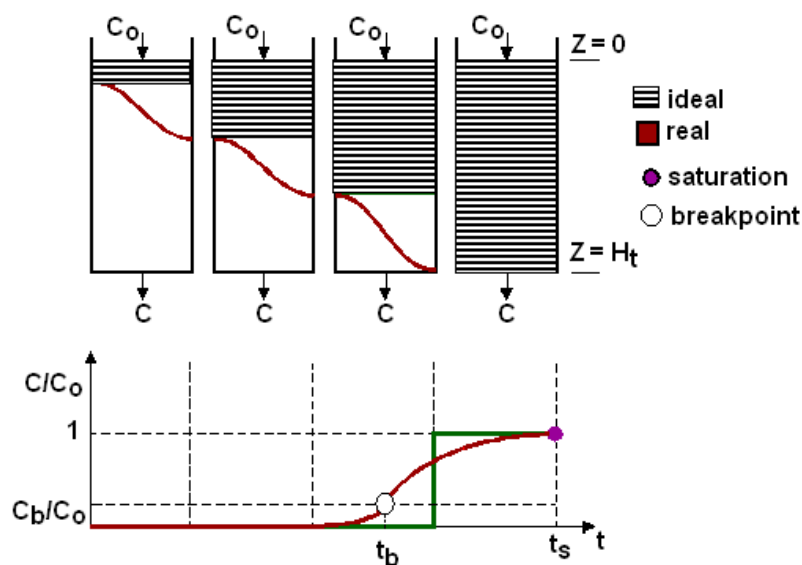 Co Co Co Co Z = 0
ideal
real
saturation
breakpoint
Z = Ht
C C C C
C/Co
1
Cb/Co
tb ts t